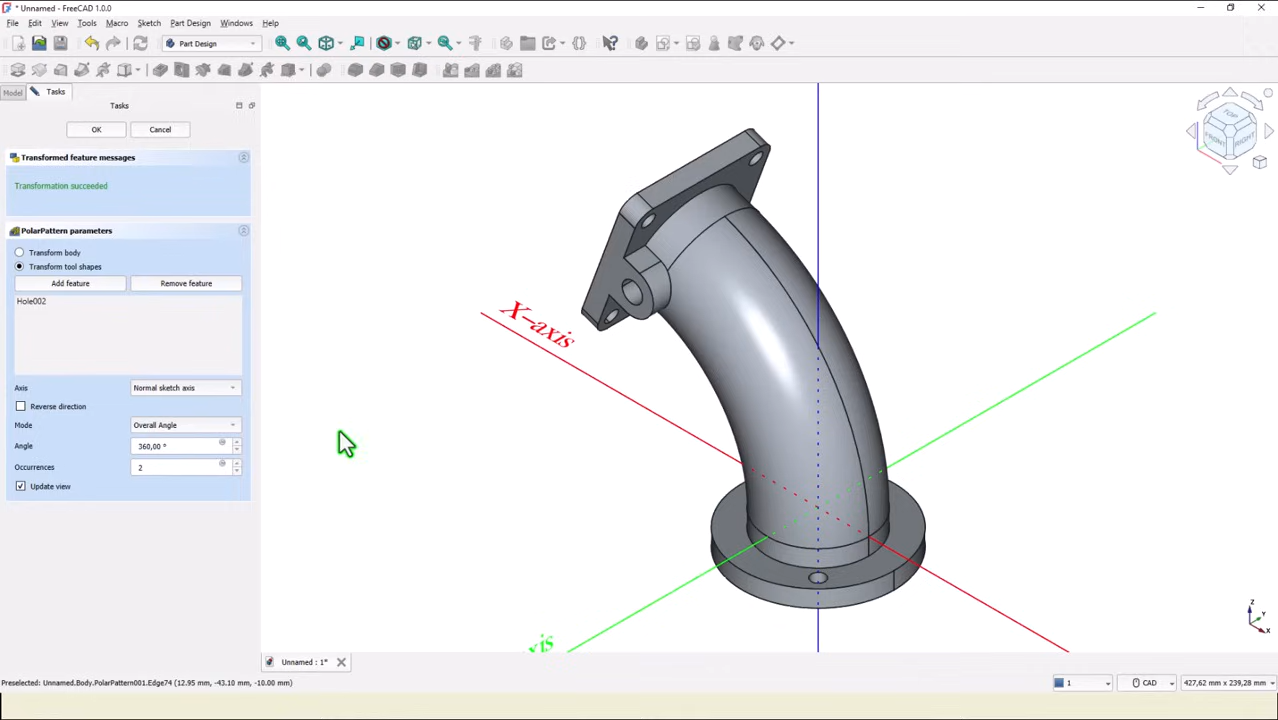 * Unnamed - FreeCAD 1.0.0
File Edit View Tools Macro Sketch Part Design Windows Help
Part Design
Model Tasks
Tasks
OK Cancel
Transformed feature messages
Transformation succeeded
PolarPattern parameters
Transform body
Transform tool shapes
Add feature Remove feature
Hole002
Axis Normal sketch axis
Reverse direction
Mode Overall Angle
Angle 360,00 °
Occurrences 2
Update view
TOP
FRONT RIGHT
X-axis
xis
Z
Y
X
Unnamed : 1*
Preselected: Unnamed.Body.PolarPattern001.Edge74 (12.95 mm, -43.10 mm, -10.00 mm)
1 CAD 427,62 mm x 239,28 mm